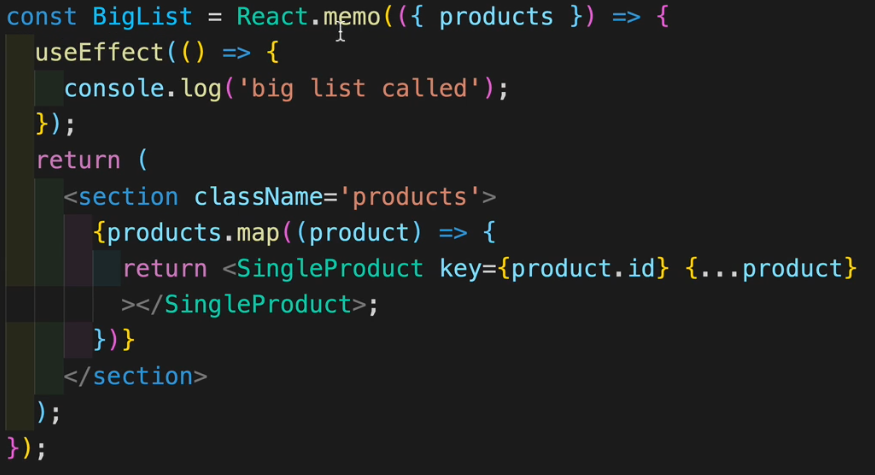 const BigList = React.memo(({ products }) => {
  useEffect(() => {
    console.log('big list called');
  });
  return (
    <section className='products'>
      {products.map((product) => {
        return <SingleProduct key={product.id} {...product}
        ></SingleProduct>;
      })}
    </section>
  );
});